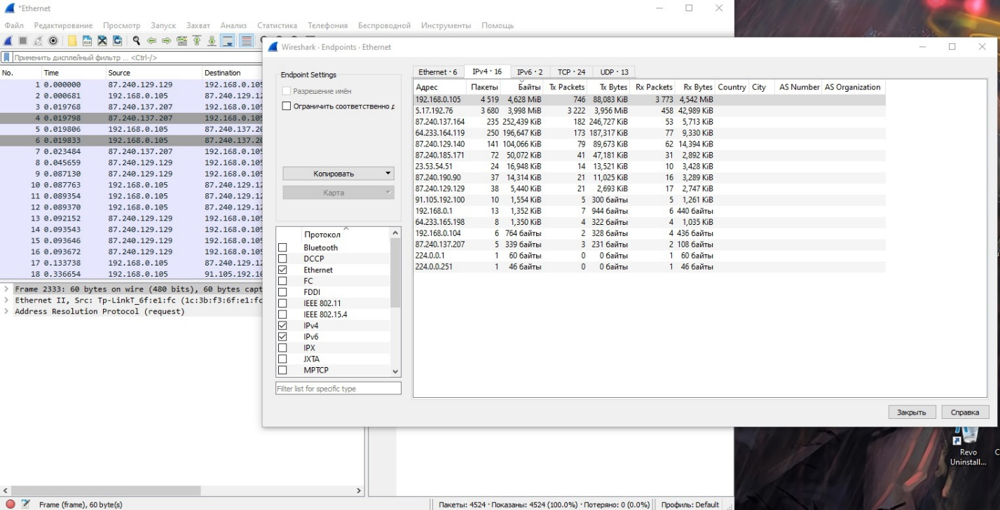 *Ethernet
Файл Редактирование Просмотр Запуск Захват Анализ Статистика Телефония Беспроводной Инструменты Помощь
Применить дисплейный фильтр ... <Ctrl-/>
No. Time Source Destination
1 0.000000 87.240.129.129 192.168.0.105
2 0.000681 192.168.0.105 87.240.129.12
3 0.019768 87.240.137.207 192.168.0.105
4 0.019798 87.240.137.207 192.168.0.105
5 0.019806 192.168.0.105 87.240.137.20
6 0.019833 192.168.0.105 87.240.137.20
7 0.023484 87.240.137.207 192.168.0.105
8 0.045659 87.240.129.129 192.168.0.105
9 0.087130 87.240.129.129 192.168.0.105
10 0.087763 192.168.0.105 87.240.129.12
11 0.089354 192.168.0.105 87.240.129.12
12 0.089370 192.168.0.105 87.240.129.12
13 0.092152 87.240.129.129 192.168.0.105
14 0.093543 87.240.129.129 192.168.0.105
15 0.093646 87.240.129.129 192.168.0.105
16 0.093672 87.240.129.129 192.168.0.105
17 0.133738 192.168.0.105 87.240.129.12
18 0.336654 192.168.0.105 91.105.192.10
Frame 2333: 60 bytes on wire (480 bits), 60 bytes capt
Ethernet II, Src: Tp-LinkT_6f:e1:fc (1c:3b:f3:6f:e1:fc
Address Resolution Protocol (request)
Frame (frame), 60 byte(s)
Пакеты: 4524 · Показаны: 4524 (100.0%) · Потеряно: 0 (0.0%)
Профиль: Default
Wireshark · Endpoints · Ethernet
Endpoint Settings
Разрешение имён
Ограничить соответственно д
Копировать
Карта
Протокол
Bluetooth
DCCP
Ethernet
FC
FDDI
IEEE 802.11
IEEE 802.15.4
IPv4
IPv6
IPX
JXTA
MPTCP
Filter list for specific type
Ethernet · 6 IPv4 · 16 IPv6 · 2 TCP · 24 UDP · 13
Адрес Пакеты Байты Tx Packets Tx Bytes Rx Packets Rx Bytes Country City AS Number AS Organization
192.168.0.105 4 519 4,628 MiB 746 88,083 KiB 3 773 4,542 MiB
5.17.192.76 3 680 3,998 MiB 3 222 3,956 MiB 458 42,989 KiB
87.240.137.164 235 252,439 KiB 182 246,727 KiB 53 5,713 KiB
64.233.164.119 250 196,647 KiB 173 187,317 KiB 77 9,330 KiB
87.240.129.140 141 104,066 KiB 79 89,673 KiB 62 14,394 KiB
87.240.185.171 72 50,072 KiB 41 47,181 KiB 31 2,892 KiB
23.53.54.51 24 16,948 KiB 14 13,521 KiB 10 3,428 KiB
87.240.190.90 37 14,314 KiB 21 11,025 KiB 16 3,289 KiB
87.240.129.129 38 5,440 KiB 21 2,693 KiB 17 2,747 KiB
91.105.192.100 10 1,554 KiB 5 300 байты 5 1,261 KiB
192.168.0.1 13 1,352 KiB 7 944 байты 6 440 байты
64.233.165.198 8 1,350 KiB 4 322 байты 4 1,035 KiB
192.168.0.104 6 764 байты 2 328 байты 4 436 байты
87.240.137.207 5 339 байты 3 231 байты 2 108 байты
224.0.0.1 1 60 байты 0 0 байты 1 60 байты
224.0.0.251 1 46 байты 0 0 байты 1 46 байты
Закрыть
Справка
Revo
Uninstall...